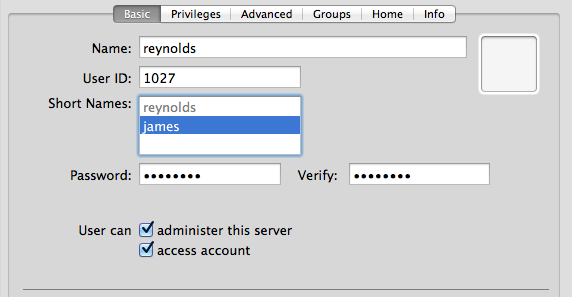 Basic Privileges Advanced Groups Home Info
Name: reynolds
User ID: 1027
Short Names: reynolds
james
Password: •••••••• Verify: ••••••••
User can administer this server
access account